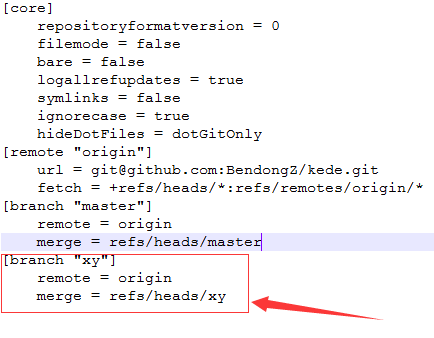 [core]
repositoryformatversion = 0
filemode = false
bare = false
logallrefupdates = true
symlinks = false
ignorecase = true
hideDotFiles = dotGitOnly
[remote "origin"]
url = git@github.com:BendongZ/kede.git
fetch = +refs/heads/*:refs/remotes/origin/*
[branch "master"]
remote = origin
merge = refs/heads/master
[branch "xy"]
remote = origin
merge = refs/heads/xy